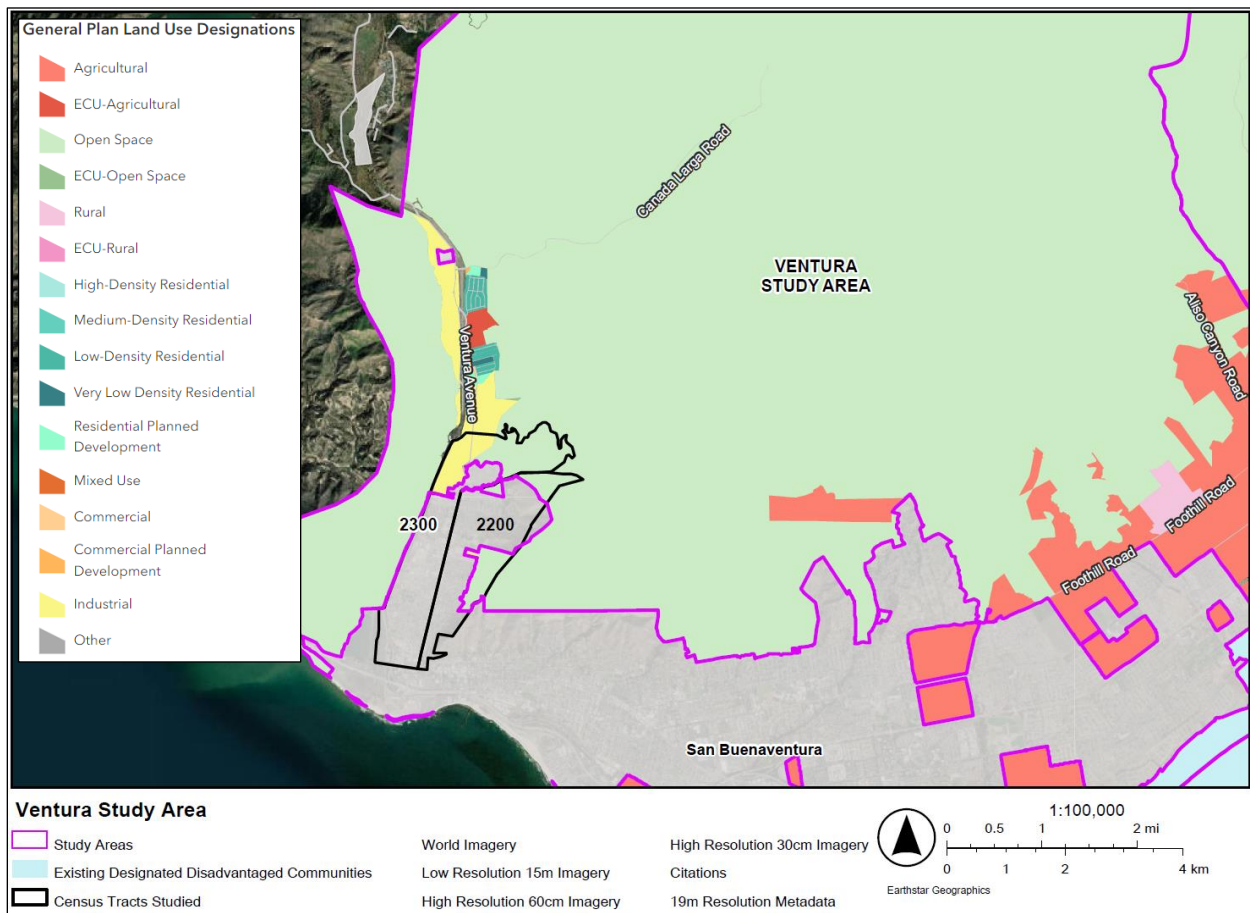 General Plan Land Use Designations
Agricultural
ECU-Agricultural
Open Space
ECU-Open Space
Rural
ECU-Rural
High-Density Residential
Medium-Density Residential
Low-Density Residential
Very Low Density Residential
Residential Planned
Development
Mixed Use
Commercial
Commercial Planned
Development
Industrial
Other
Canada Larga Road
VENTURA
STUDY AREA
Aliso Canyon Road
Ventura Avenue
Foothill Road
Foothill Road
2300
2200
San Buenaventura
Ventura Study Area
Study Areas
Existing Designated Disadvantaged Communities
Census Tracts Studied
World Imagery
Low Resolution 15m Imagery
High Resolution 60cm Imagery
High Resolution 30cm Imagery
Citations
19m Resolution Metadata
Earthstar Geographics
1:100,000
0 0.5 1 2 mi
0 1 2 4 km